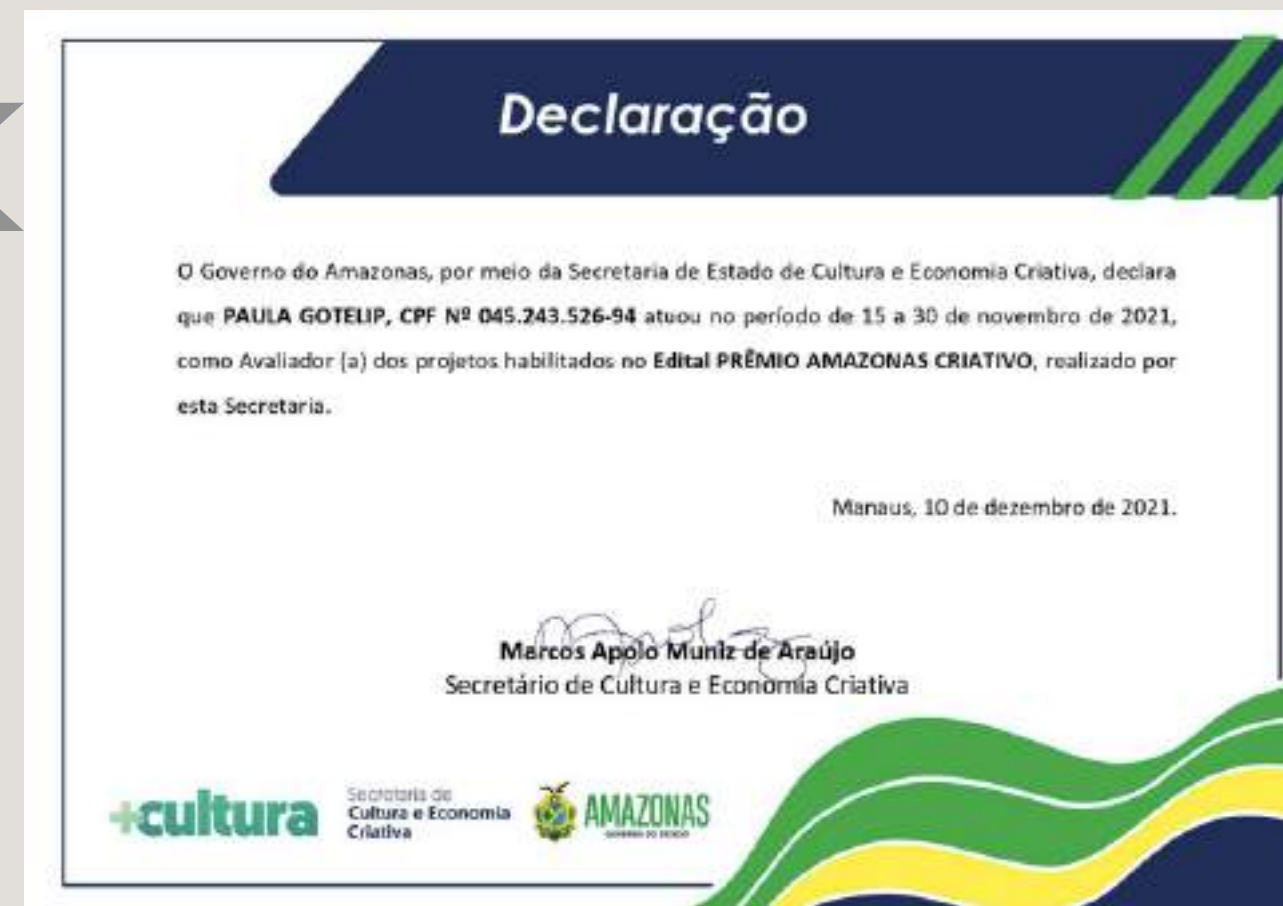 Declaração
O Governo do Amazonas, por meio da Secretaria de Estado de Cultura e Economia Criativa, declara
que PAULA GOTELIP, CPF Nº 045.243.526-94 atuou no período de 15 a 30 de novembro de 2021,
como Avaliador (a) dos projetos habilitados no Edital PRÊMIO AMAZONAS CRIATIVO, realizado por
esta Secretaria.
Manaus, 10 de dezembro de 2021.
Marcos Apolo Muniz de Araújo
Secretário de Cultura e Economia Criativa
+cultura
Secretaria de
Cultura e Economia
Criativa
AMAZONAS
GOVERNO DO ESTADO